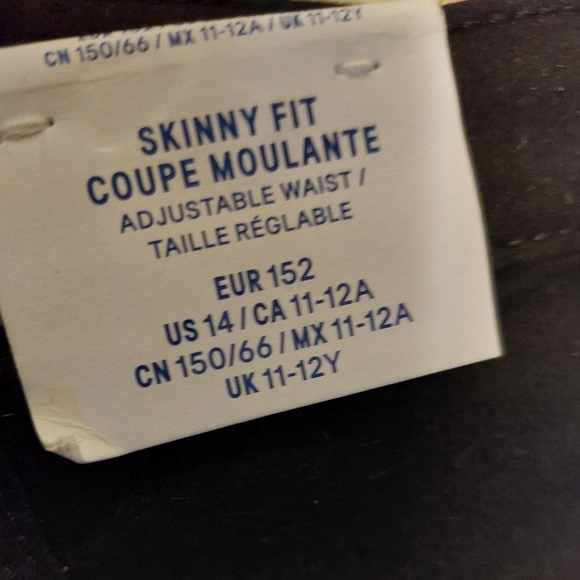 CN 150/66 / MX 11-12A / UK 11-12Y
SKINNY FIT
COUPE MOULANTE
ADJUSTABLE WAIST /
TAILLE RÉGLABLE
EUR 152
US 14 / CA 11-12A
CN 150/66 / MX 11-12A
UK 11-12Y